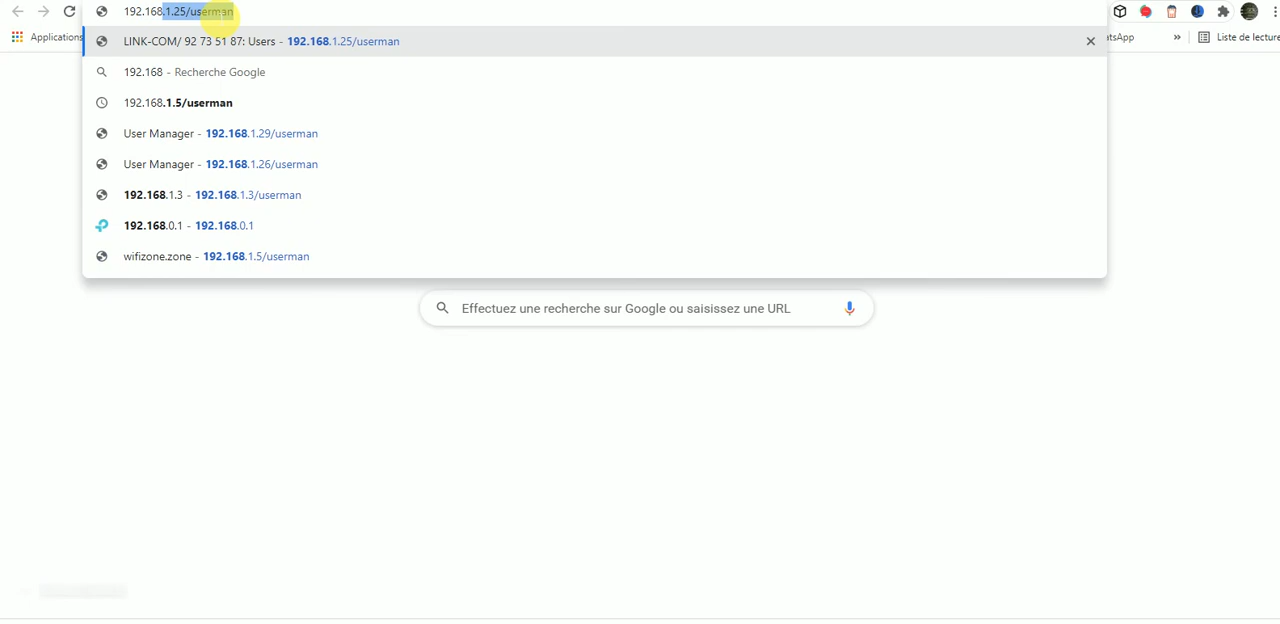 192.168.1.25/userman
LINK-COM/ 92 73 51 87: Users - 192.168.1.25/userman
Applications
tsApp
»
Liste de lecture
192.168 - Recherche Google
192.168.1.5/userman
User Manager - 192.168.1.29/userman
User Manager - 192.168.1.26/userman
192.168.1.3 - 192.168.1.3/userman
192.168.0.1 - 192.168.0.1
wifizone.zone - 192.168.1.5/userman
Effectuez une recherche sur Google ou saisissez une URL